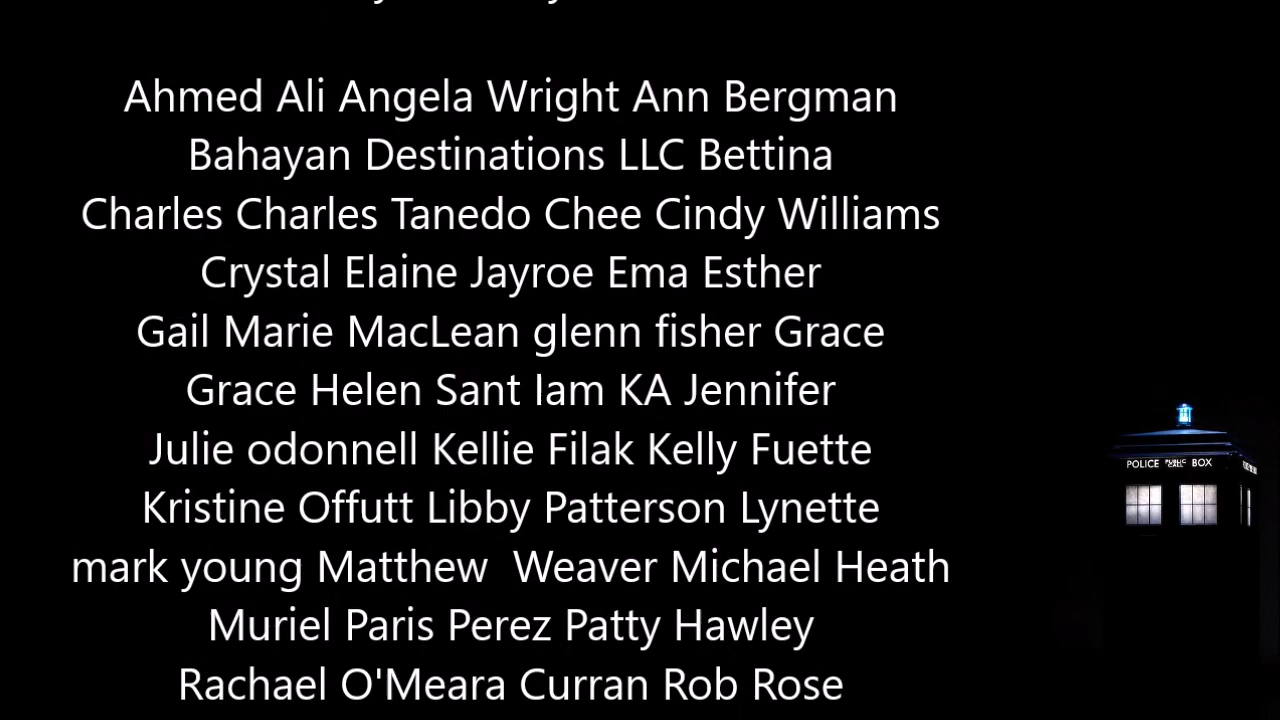 Ahmed Ali Angela Wright Ann Bergman
Bahayan Destinations LLC Bettina
Charles Charles Tanedo Chee Cindy Williams
Crystal Elaine Jayroe Ema Esther
Gail Marie MacLean glenn fisher Grace
Grace Helen Sant Iam KA Jennifer
Julie odonnell Kellie Filak Kelly Fuette
Kristine Offutt Libby Patterson Lynette
mark young Matthew  Weaver Michael Heath
Muriel Paris Perez Patty Hawley
Rachael O'Meara Curran Rob Rose
POLICE PUBLIC CALL BOX